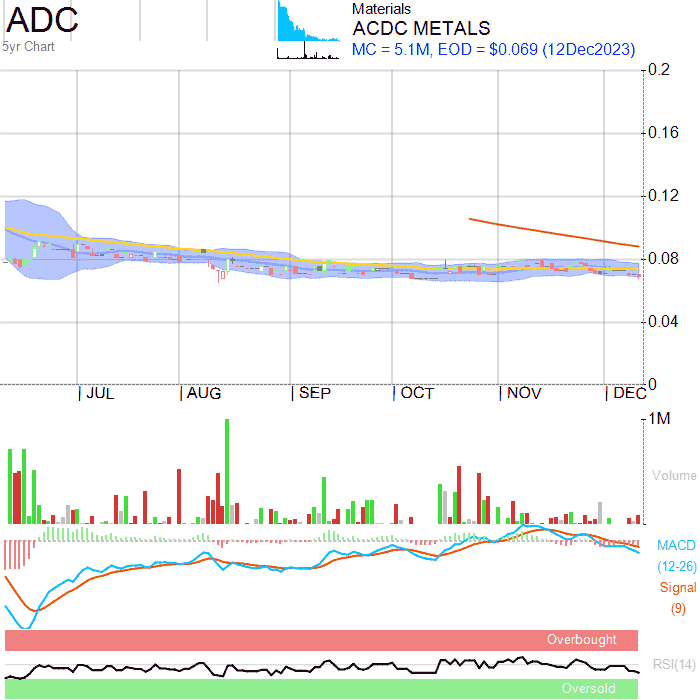 ADC
5yr Chart
Materials
ACDC METALS
MC = 5.1M, EOD = $0.069 (12Dec2023)
0.2
0.16
0.12
0.08
0.04
0
JUL AUG SEP OCT NOV DEC
1M
Volume
MACD
(12-26)
Signal
(9)
Overbought
RSI(14)
Oversold